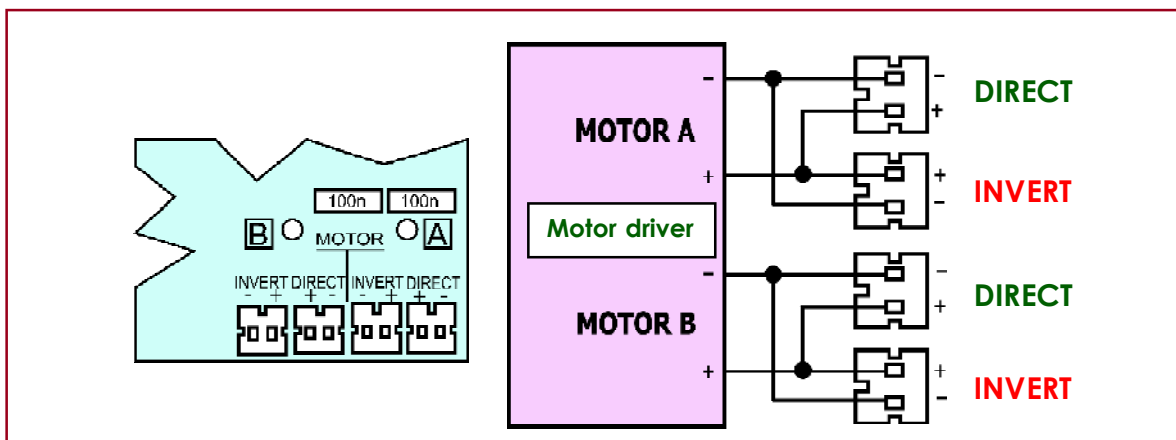 100n 100n
B MOTOR A
INVERT DIRECT INVERT DIRECT
- + + - - + + -
-
MOTOR A
+
Motor driver
-
MOTOR B
+
-
DIRECT
+
+
INVERT
-
-
DIRECT
+
+
INVERT
-